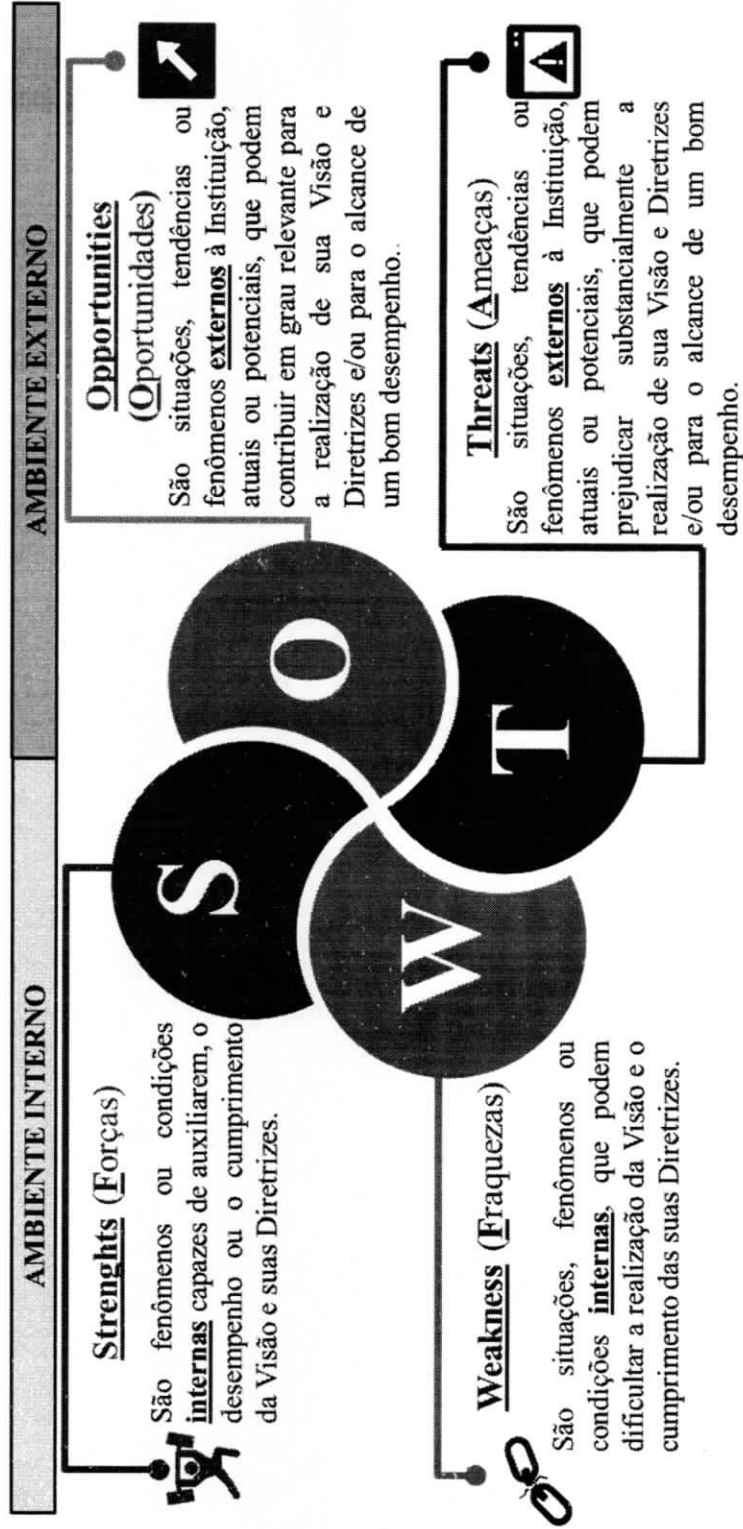 AMBIENTE INTERNO
AMBIENTE EXTERNO
Strenghts (Forças)
São fenômenos ou condições
internas capazes de auxiliarem, o
desempenho ou o cumprimento
da Visão e suas Diretrizes.
Opportunities
(Oportunidades)
São situações, tendências ou
fenômenos externos à Instituição,
atuais ou potenciais, que podem
contribuir em grau relevante para
a realização de sua Visão e
Diretrizes e/ou para o alcance de
um bom desempenho..
S
O
W
T
Weakness (Fraquezas)
São situações, fenômenos ou
condições internas, que podem
dificultar a realização da Visão e o
cumprimento das suas Diretrizes.
Threats (Ameaças)
São situações, tendências ou
fenômenos externos à Instituição,
atuais ou potenciais, que podem
prejudicar substancialmente a
realização de sua Visão e Diretrizes
e/ou para o alcance de um bom
desempenho.